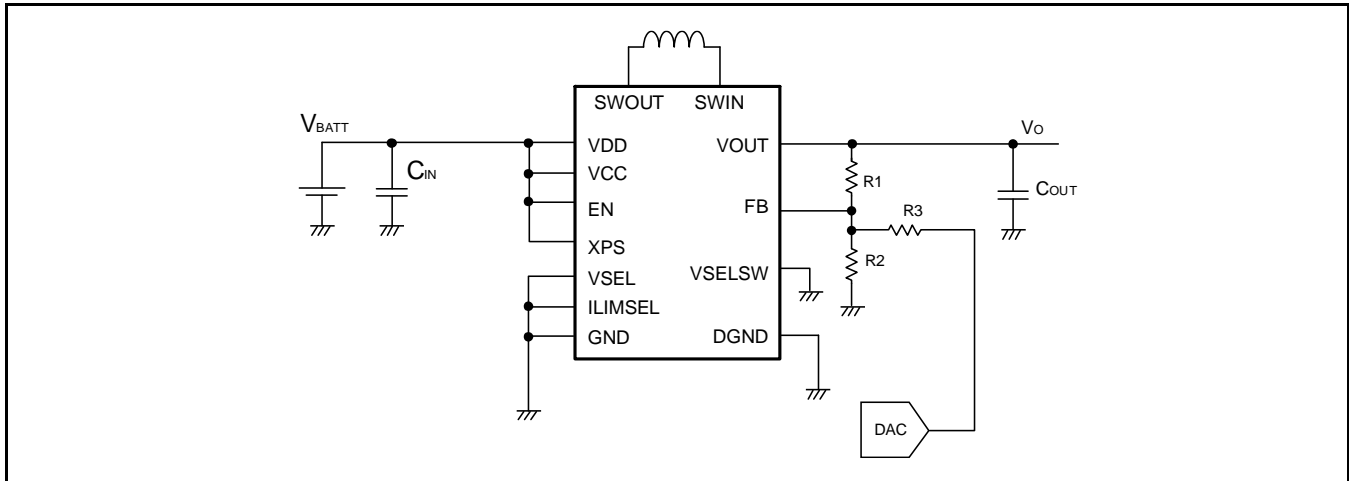 SWOUT SWIN
VBATT
CIN
VDD
VCC
EN
XPS
VSEL
ILIMSEL
GND
VOUT
FB
VSELSW
DGND
VO
R1
R3
R2
COUT
DAC